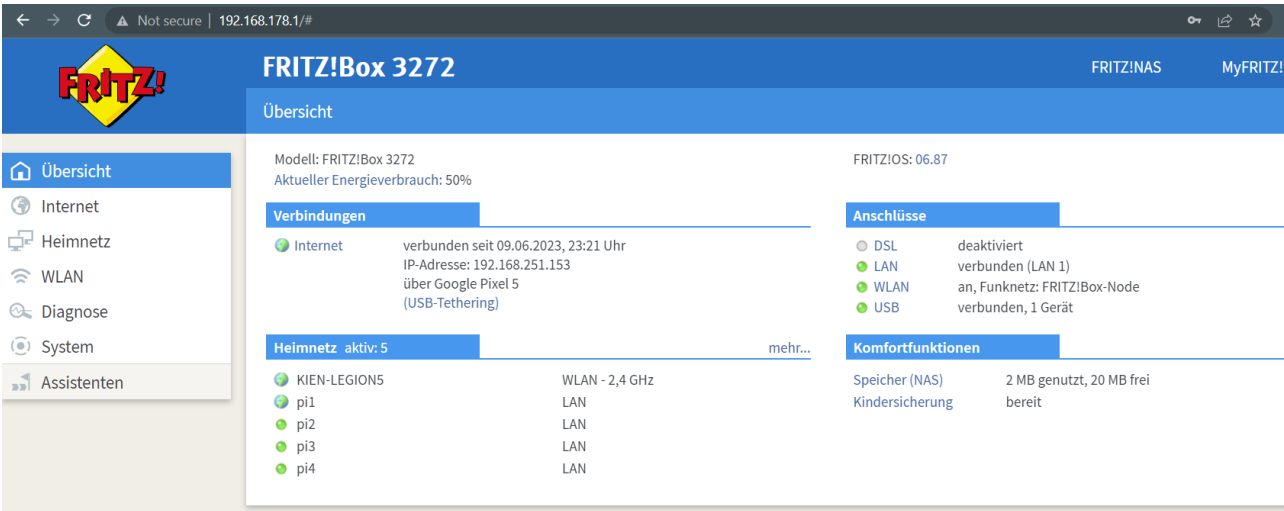 Not secure | 192.168.178.1/#
FRITZ!
FRITZ!Box 3272
FRITZ!NAS
MyFRITZ!
Übersicht
Übersicht
Internet
Heimnetz
WLAN
Diagnose
System
Assistenten
Modell: FRITZ!Box 3272
FRITZ!OS: 06.87
Aktueller Energieverbrauch: 50%
Verbindungen
Internet verbunden seit 09.06.2023, 23:21 Uhr
IP-Adresse: 192.168.251.153
über Google Pixel 5
(USB-Tethering)
Anschlüsse
DSL deaktiviert
LAN verbunden (LAN 1)
WLAN an, Funknetz: FRITZ!Box-Node
USB verbunden, 1 Gerät
Heimnetz aktiv: 5 mehr...
KIEN-LEGION5 WLAN - 2,4 GHz
pi1 LAN
pi2 LAN
pi3 LAN
pi4 LAN
Komfortfunktionen
Speicher (NAS) 2 MB genutzt, 20 MB frei
Kindersicherung bereit